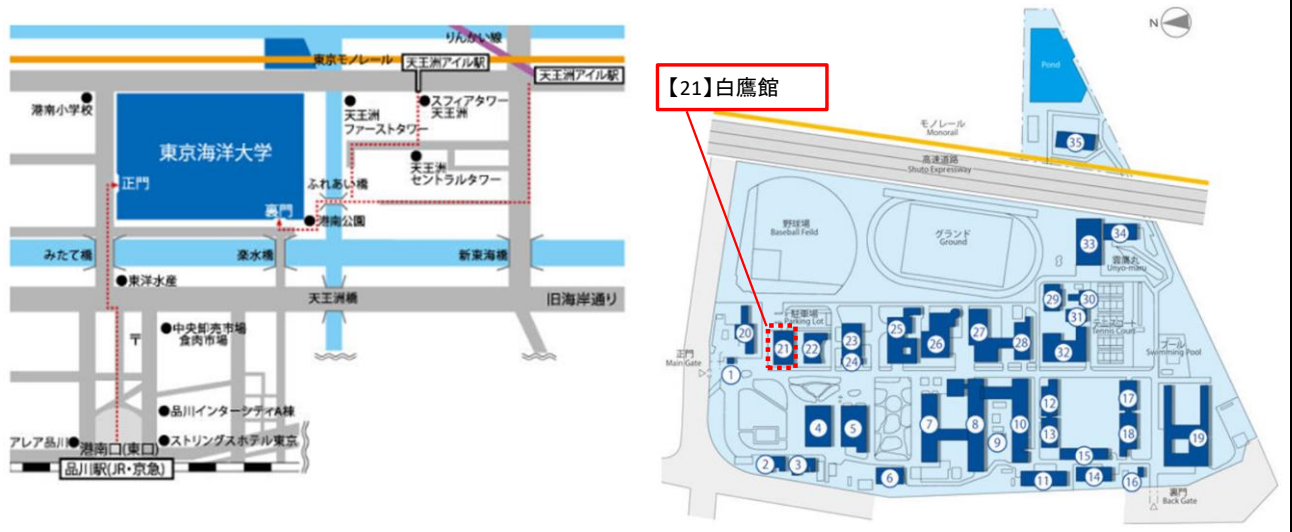 りんかい線
東京モノレール
天王洲アイル駅
天王洲アイル駅
港南小学校
天王洲
ファーストタワー
スフィアタワー
天王洲
東京海洋大学
天王洲
セントラルタワー
正門
ふれあい橋
裏門
港南公園
みたて橋
楽水橋
新東海橋
東洋水産
天王洲橋
旧海岸通り
〒
中央卸売市場
食肉市場
品川インターシティA棟
アレア品川
港南口(東口)
ストリングスホテル東京
品川駅(JR・京急)
N
【21】白鷹館
Pond
モノレール
Monorail
高速道路
Shuto Expressway
35
野球場
Baseball Feild
グランド
Ground
33
34
雲鷹丸
Unyo-maru
29
30
31
駐車場
Parking Lot
テニスコート
Tennis Court
20
21
22
23
24
25
26
27
28
32
プール
Swimming Pool
正門
Main Gate
1
4
5
7
8
9
10
12
13
17
18
19
2
3
6
11
14
15
16
裏門
Back Gate